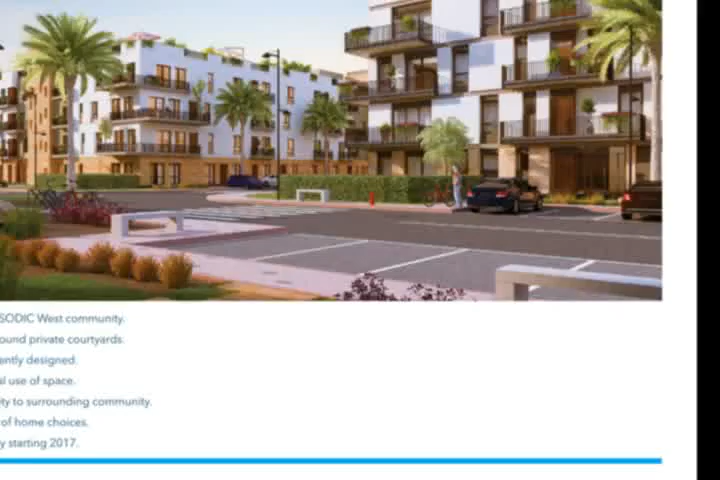 SODIC West community.
ound private courtyards.
ently designed.
al use of space.
ity to surrounding community.
of home choices.
y starting 2017.